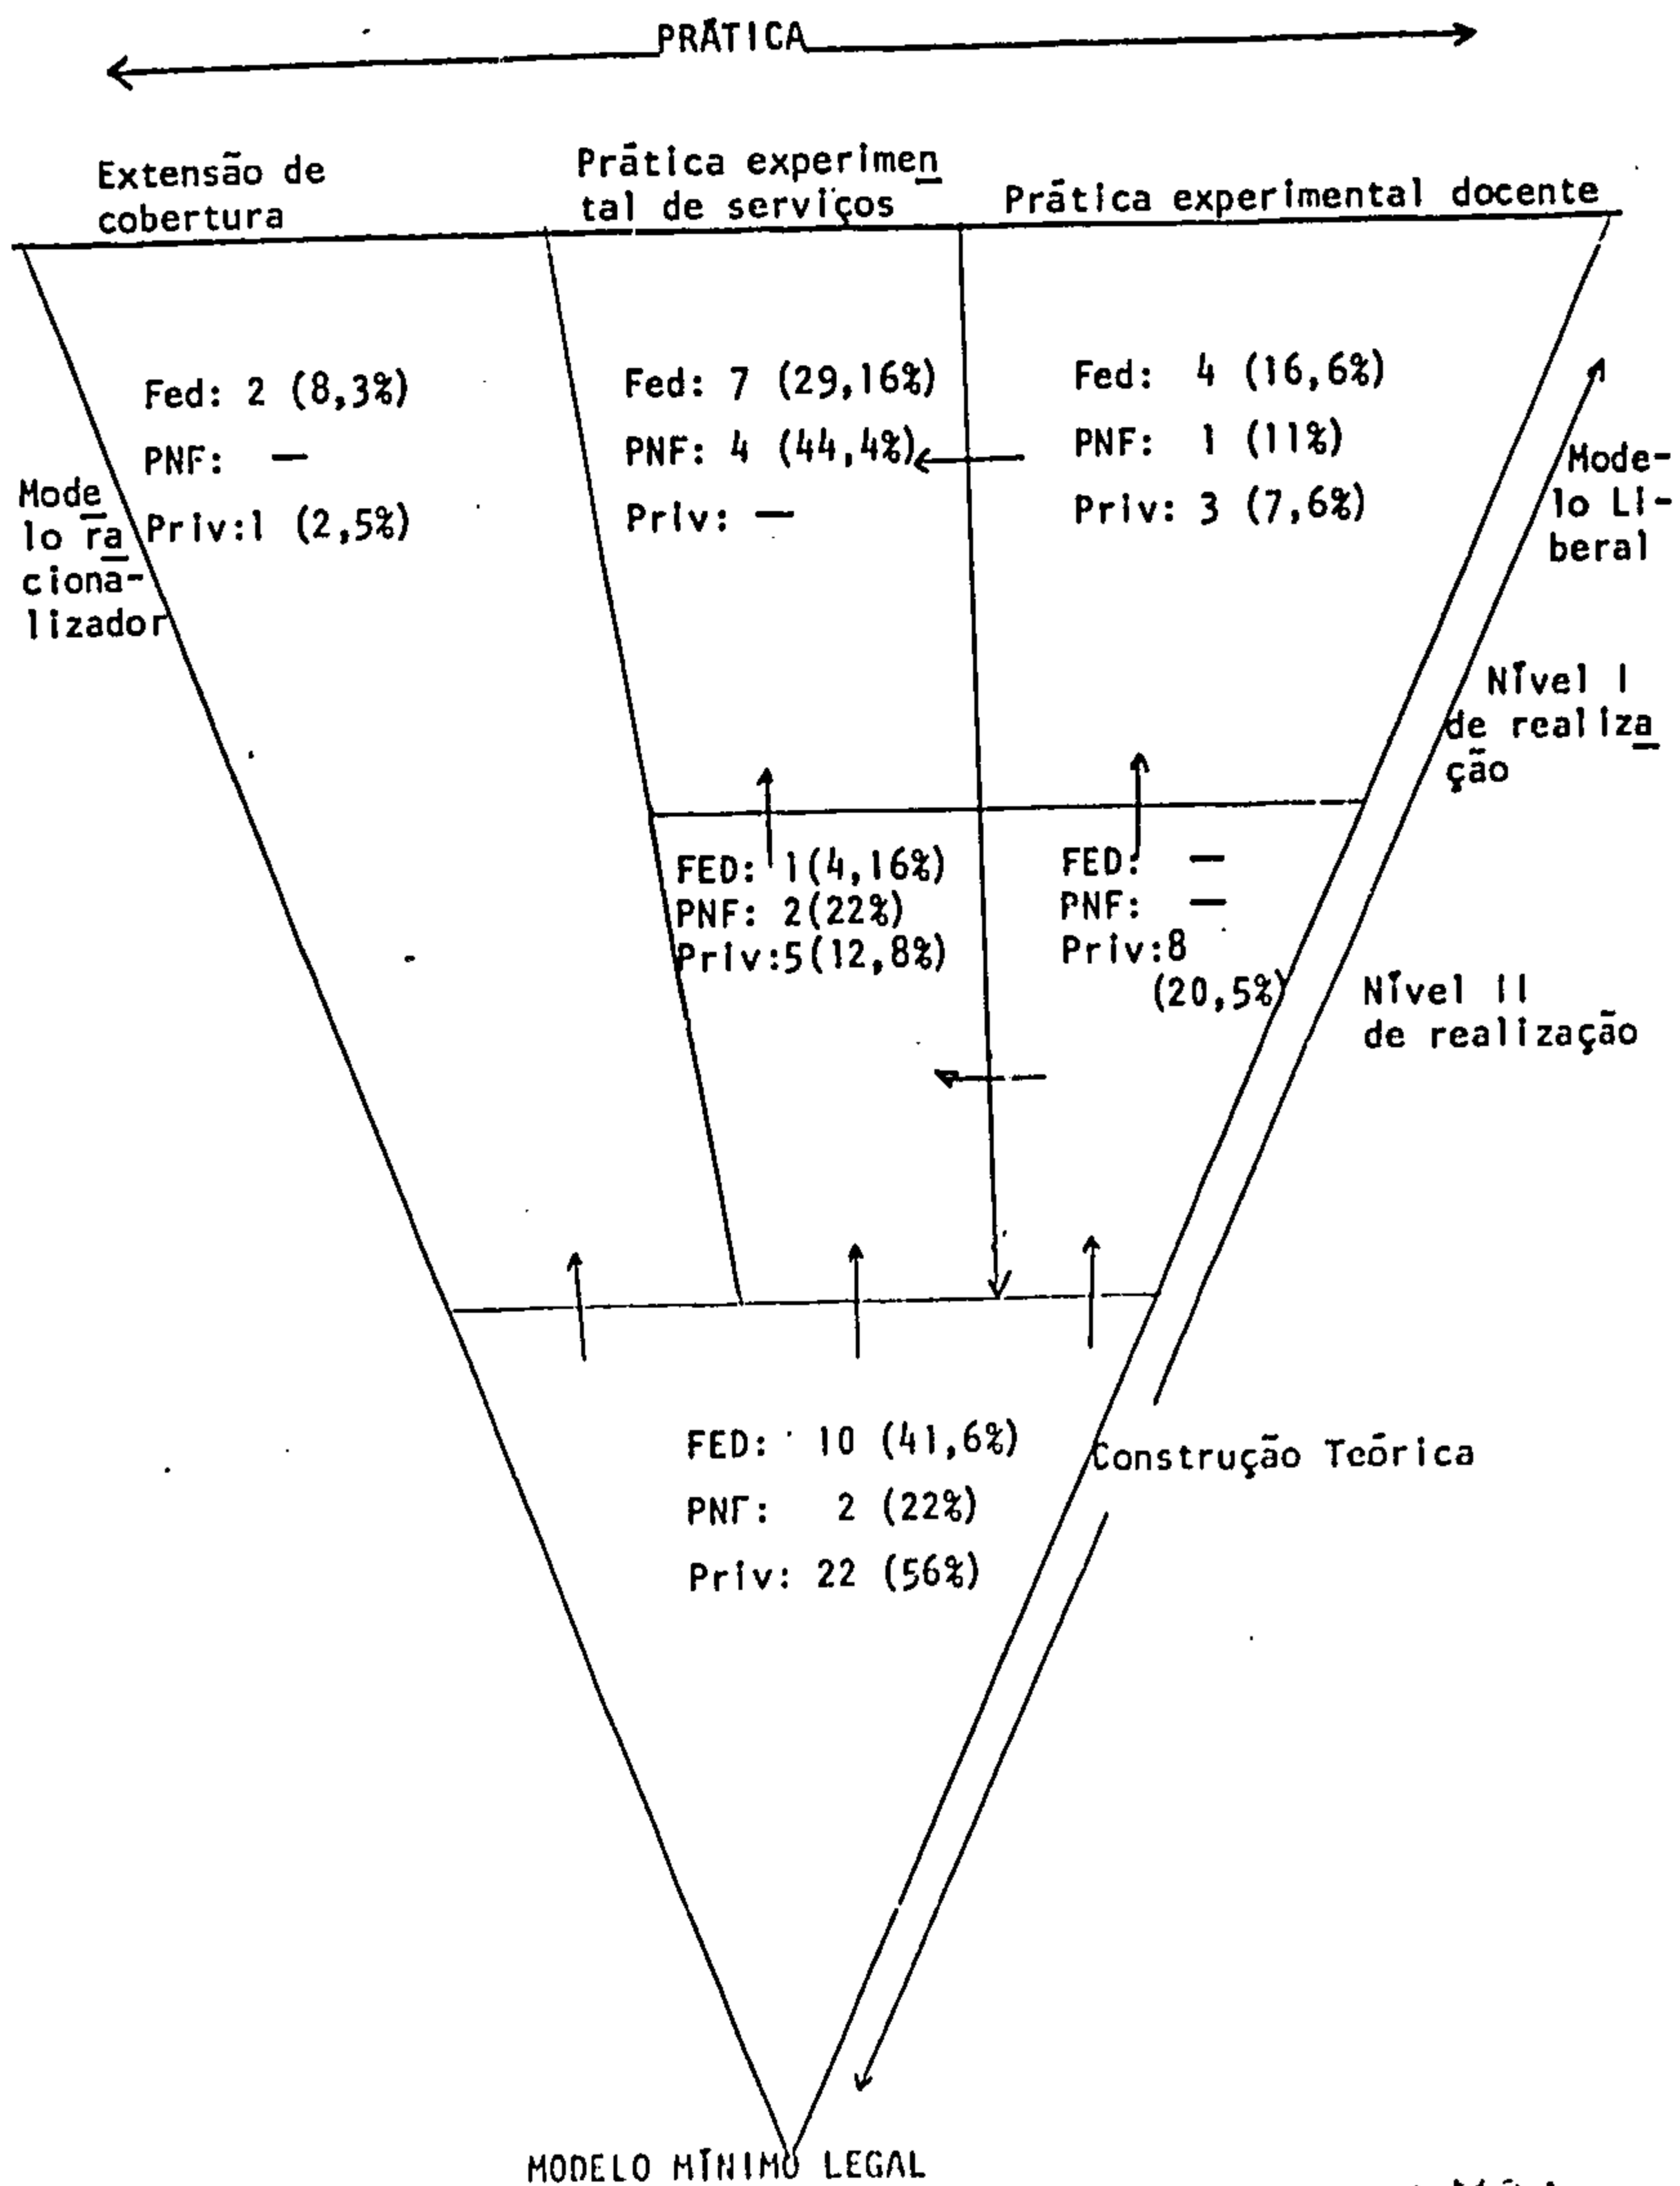 PRÁTICA
Extensão de
cobertura
Prática experimen
tal de serviços
Prática experimental docente
Fed: 2 (8,3%)
PNF: —
Priv:1 (2,5%)
Fed: 7 (29,16%)
PNF: 4 (44,4%)
Priv: —
Fed: 4 (16,6%)
PNF: 1 (11%)
Priv: 3 (7,6%)
Mode
lo ra
ciona-
lizador
Mode-
lo Li-
beral
Nível I
de realiza
ção
FED: 1(4,16%)
PNF: 2(22%)
Priv:5(12,8%)
FED: —
PNF: —
Priv:8
(20,5%)
Nível II
de realização
FED: 10 (41,6%)
PNF: 2 (22%)
Priv: 22 (56%)
Construção Teórica
MODELO MÍNIMO LEGAL